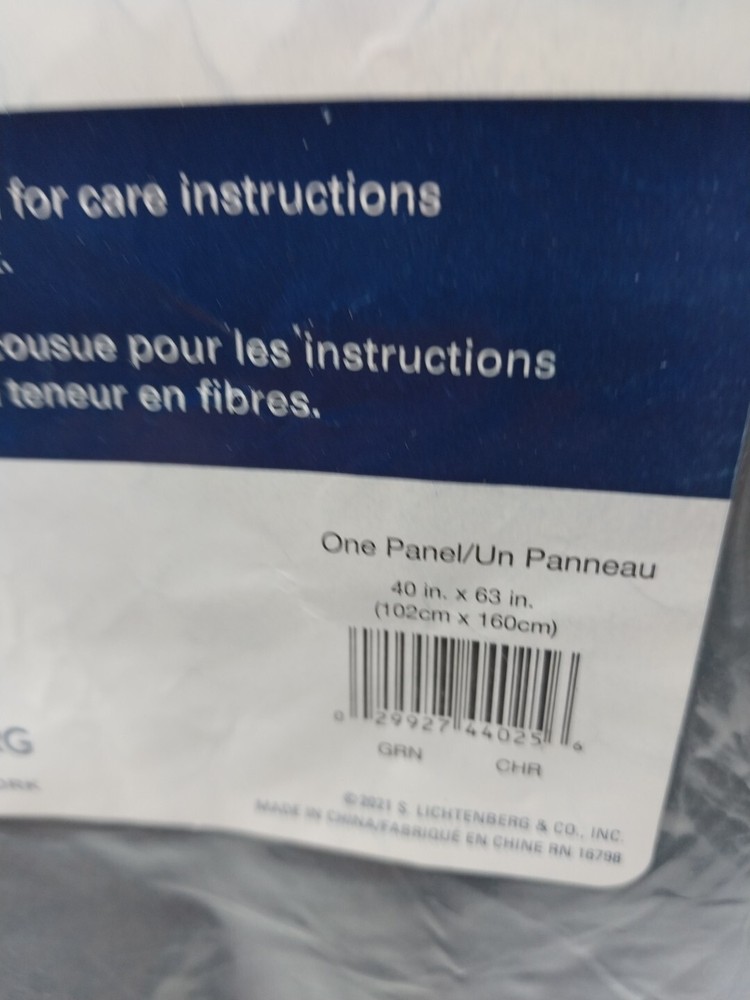 for care instructions
cousue pour les instructions
teneur en fibres.
One Panel/Un Panneau
40 in. x 63 in.
(102cm x 160cm)
0 29927 44025 6
GRN CHR
RG
ORK
©2021 S. LICHTENBERG & CO., INC.
MADE IN CHINA/FABRIQUÉ EN CHINE RN 16798